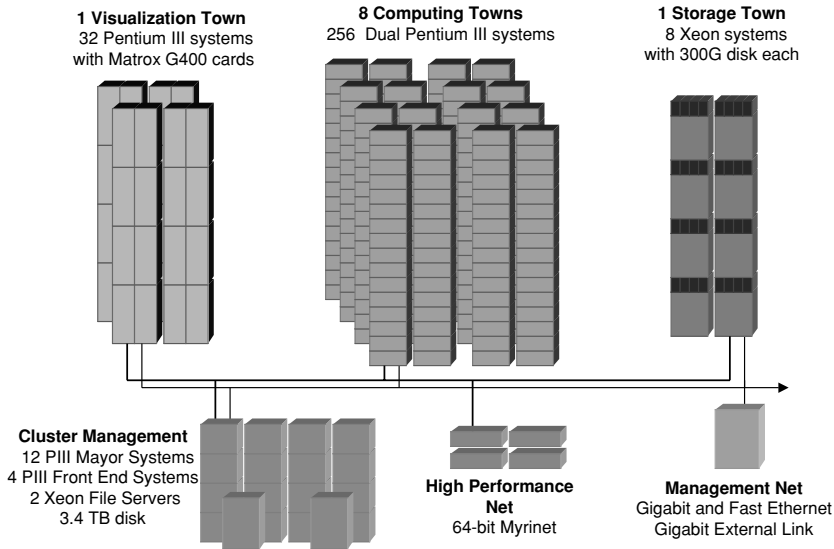 1 Visualization Town
32 Pentium III systems
with Matrox G400 cards
8 Computing Towns
256 Dual Pentium III systems
1 Storage Town
8 Xeon systems
with 300G disk each
Cluster Management
12 PIII Mayor Systems
4 PIII Front End Systems
2 Xeon File Servers
3.4 TB disk
High Performance
Net
64-bit Myrinet
Management Net
Gigabit and Fast Ethernet
Gigabit External Link